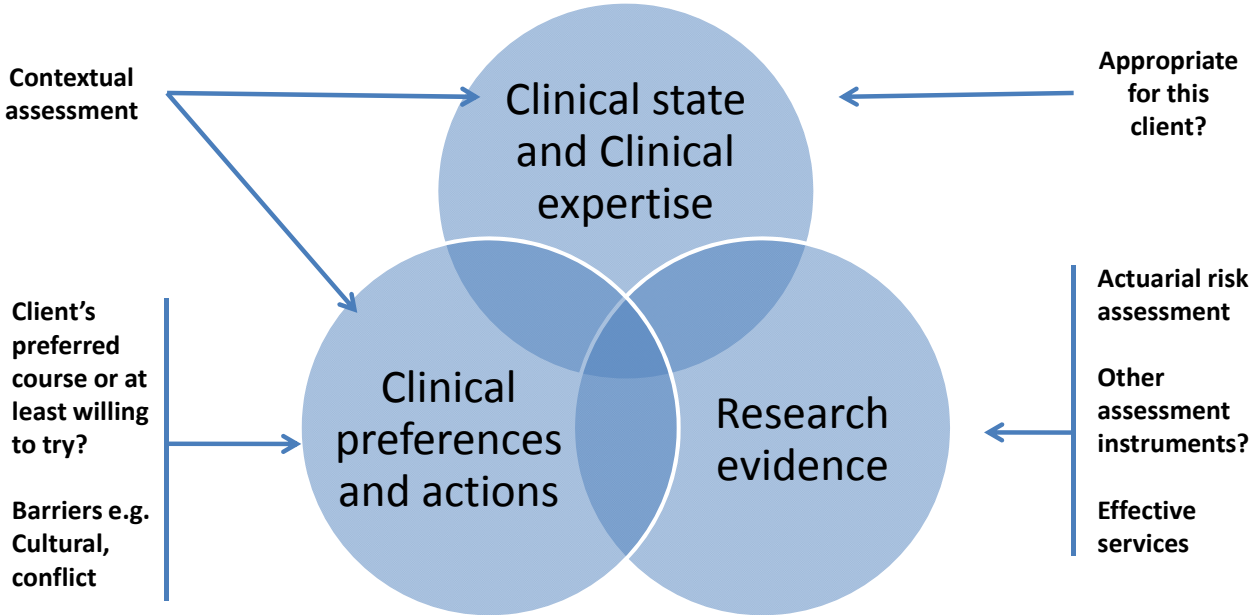 Contextual
assessment
Clinical state
and Clinical
expertise
Appropriate
for this
client?
Client’s
preferred
course or at
least willing
to try?
Barriers e.g.
Cultural,
conflict
Clinical
preferences
and actions
Research
evidence
Actuarial risk
assessment
Other
assessment
instruments?
Effective
services